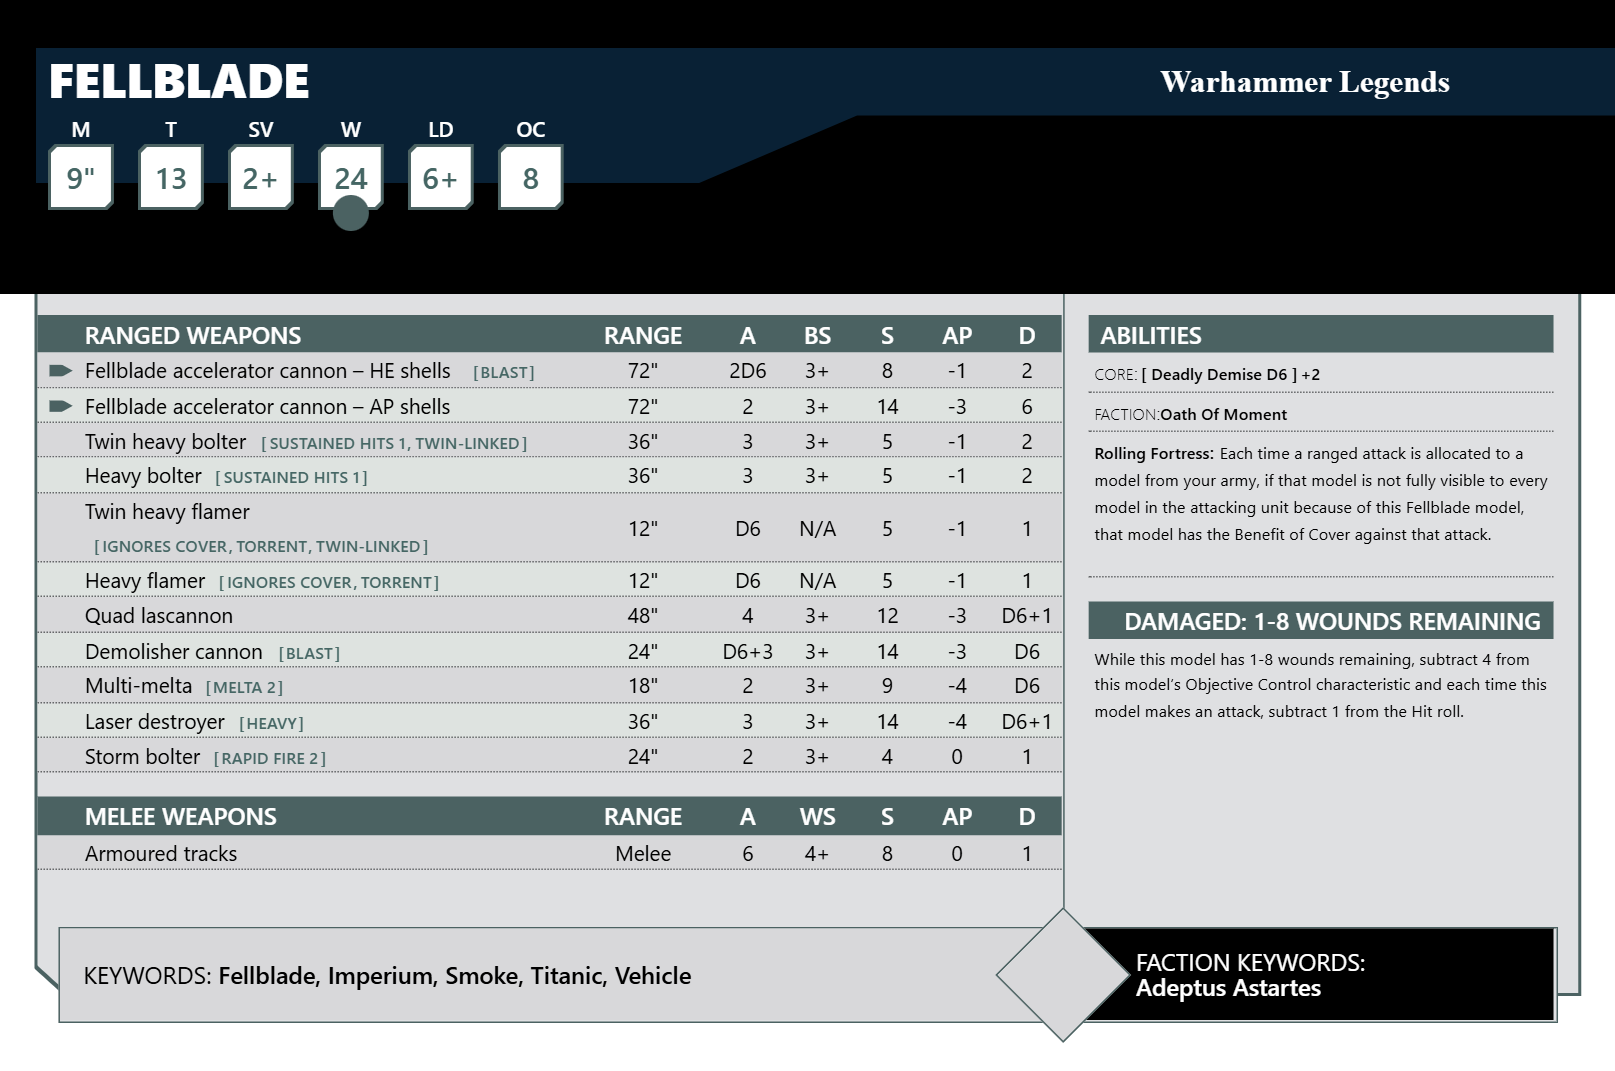 FELLBLADE
Warhammer Legends
M T SV W LD OC
9" 13 2+ 24 6+ 8
RANGED WEAPONS RANGE A BS S AP D
Fellblade accelerator cannon – HE shells [BLAST] 72" 2D6 3+ 8 -1 2
Fellblade accelerator cannon – AP shells 72" 2 3+ 14 -3 6
Twin heavy bolter [SUSTAINED HITS 1, TWIN-LINKED] 36" 3 3+ 5 -1 2
Heavy bolter [SUSTAINED HITS 1] 36" 3 3+ 5 -1 2
Twin heavy flamer
[IGNORES COVER, TORRENT, TWIN-LINKED] 12" D6 N/A 5 -1 1
Heavy flamer [IGNORES COVER, TORRENT] 12" D6 N/A 5 -1 1
Quad lascannon 48" 4 3+ 12 -3 D6+1
Demolisher cannon [BLAST] 24" D6+3 3+ 14 -3 D6
Multi-melta [MELTA 2] 18" 2 3+ 9 -4 D6
Laser destroyer [HEAVY] 36" 3 3+ 14 -4 D6+1
Storm bolter [RAPID FIRE 2] 24" 2 3+ 4 0 1
MELEE WEAPONS RANGE A WS S AP D
Armoured tracks Melee 6 4+ 8 0 1
ABILITIES
CORE: [ Deadly Demise D6 ] +2
FACTION:Oath Of Moment
Rolling Fortress: Each time a ranged attack is allocated to a
model from your army, if that model is not fully visible to every
model in the attacking unit because of this Fellblade model,
that model has the Benefit of Cover against that attack.
DAMAGED: 1-8 WOUNDS REMAINING
While this model has 1-8 wounds remaining, subtract 4 from
this model's Objective Control characteristic and each time this
model makes an attack, subtract 1 from the Hit roll.
KEYWORDS: Fellblade, Imperium, Smoke, Titanic, Vehicle
FACTION KEYWORDS:
Adeptus Astartes